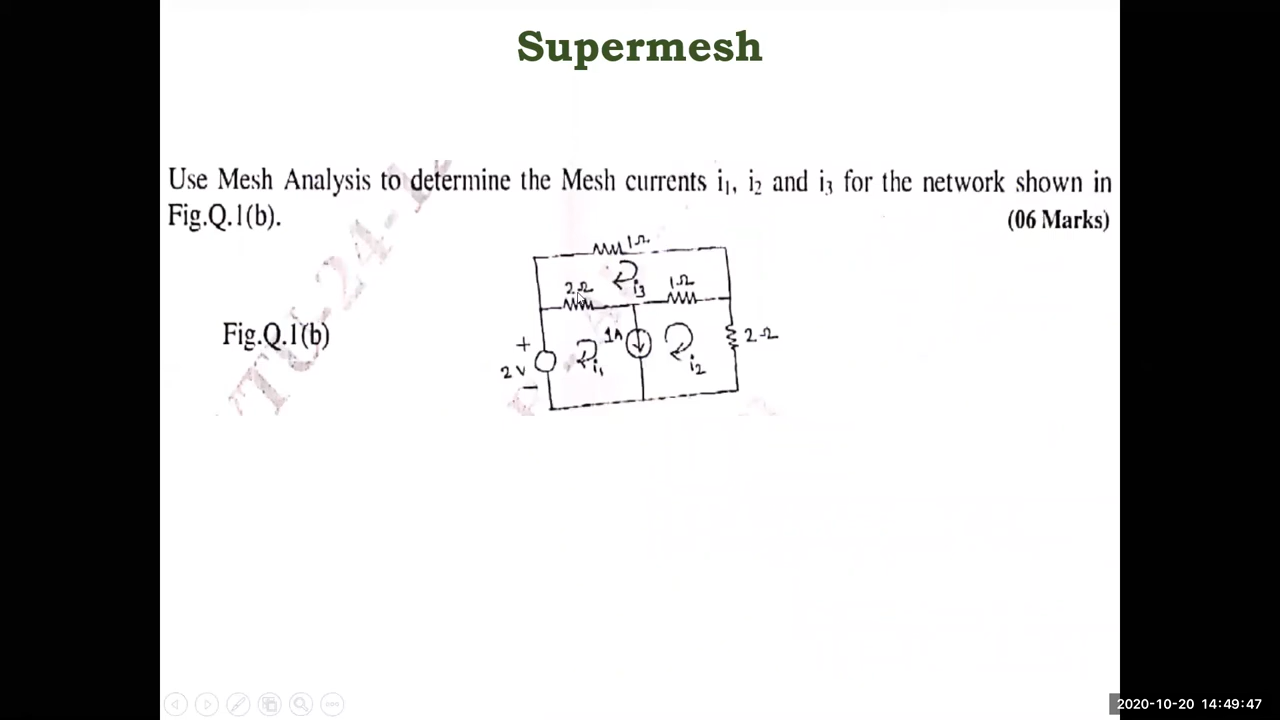 Supermesh
Use Mesh Analysis to determine the Mesh currents i₁, i₂ and i₃ for the network shown in
Fig.Q.1(b). (06 Marks)
1Ω
2Ω i₃ 1Ω
Fig.Q.1(b)
+ 1A 2Ω
2V i₁ i₂
−
2020-10-20 14:49:47